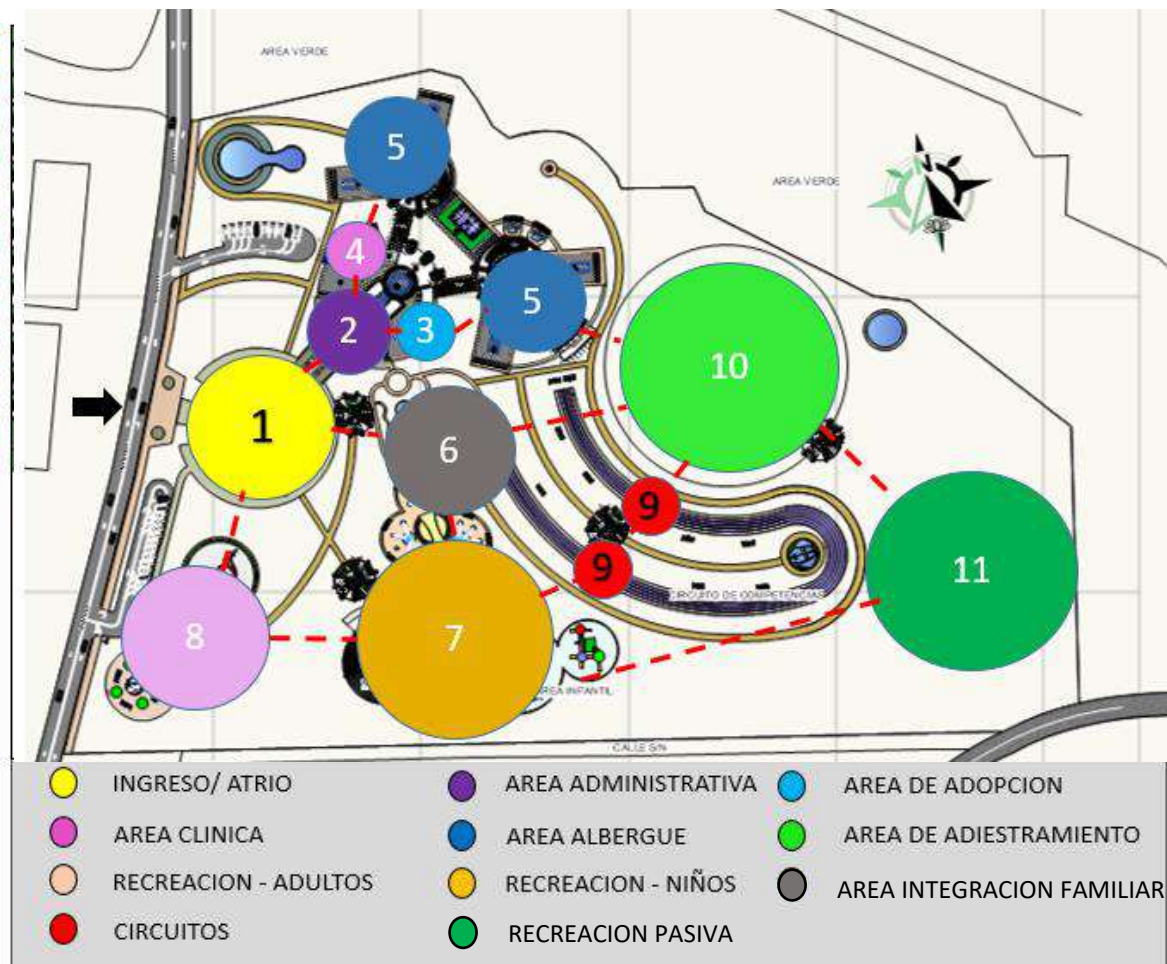 AREA VERDE
5
AREA VERDE
4
5
2
3
10
1
6
9
9
11
CIRCUITO DE COMPETENCIAS
8
7
AREA INFANTIL
CALLE S/N
INGRESO/ ATRIO
AREA ADMINISTRATIVA
AREA DE ADOPCION
AREA CLINICA
AREA ALBERGUE
AREA DE ADIESTRAMIENTO
RECREACION - ADULTOS
RECREACION - NIÑOS
AREA INTEGRACION FAMILIAR
CIRCUITOS
RECREACION PASIVA